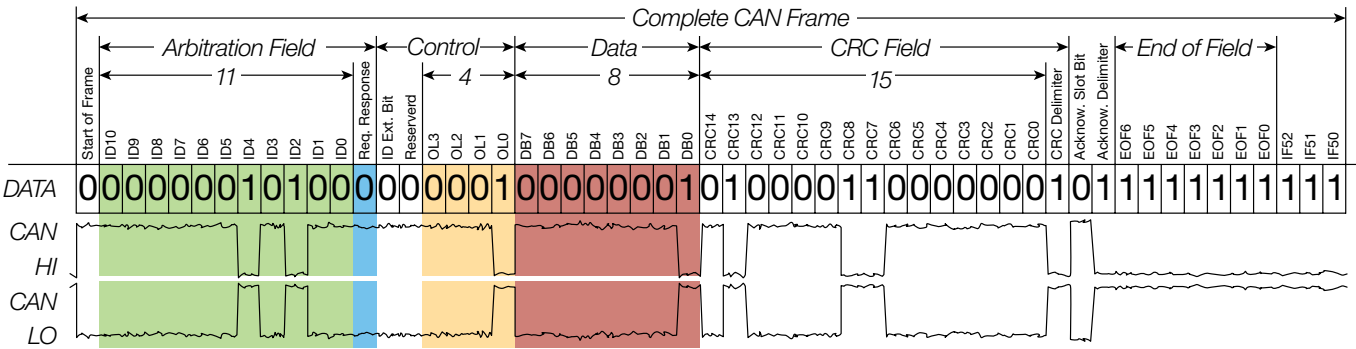 Complete CAN Frame
Arbitration Field Control Data CRC Field End of Field
11 4 8 15
Start of Frame
ID10
ID9
ID8
ID7
ID6
ID5
ID4
ID3
ID2
ID1
ID0
Req. Response
ID Ext. Bit
Reserverd
OL3
OL2
OL1
OL0
DB7
DB6
DB5
DB4
DB3
DB2
DB1
DB0
CRC14
CRC13
CRC12
CRC11
CRC10
CRC9
CRC8
CRC7
CRC6
CRC5
CRC4
CRC3
CRC2
CRC1
CRC0
CRC Delimiter
Acknow. Slot Bit
Acknow. Delimiter
EOF6
EOF5
EOF4
EOF3
EOF2
EOF1
EOF0
IF52
IF51
IF50
DATA 0 0 0 0 0 0 0 1 0 1 0 0 0 0 0 0 0 0 1 0 0 0 0 0 0 0 1 0 1 0 0 0 0 1 1 0 0 0 0 0 0 0 1 0 1 1 1 1 1 1 1 1 1 1 1
CAN
HI
CAN
LO